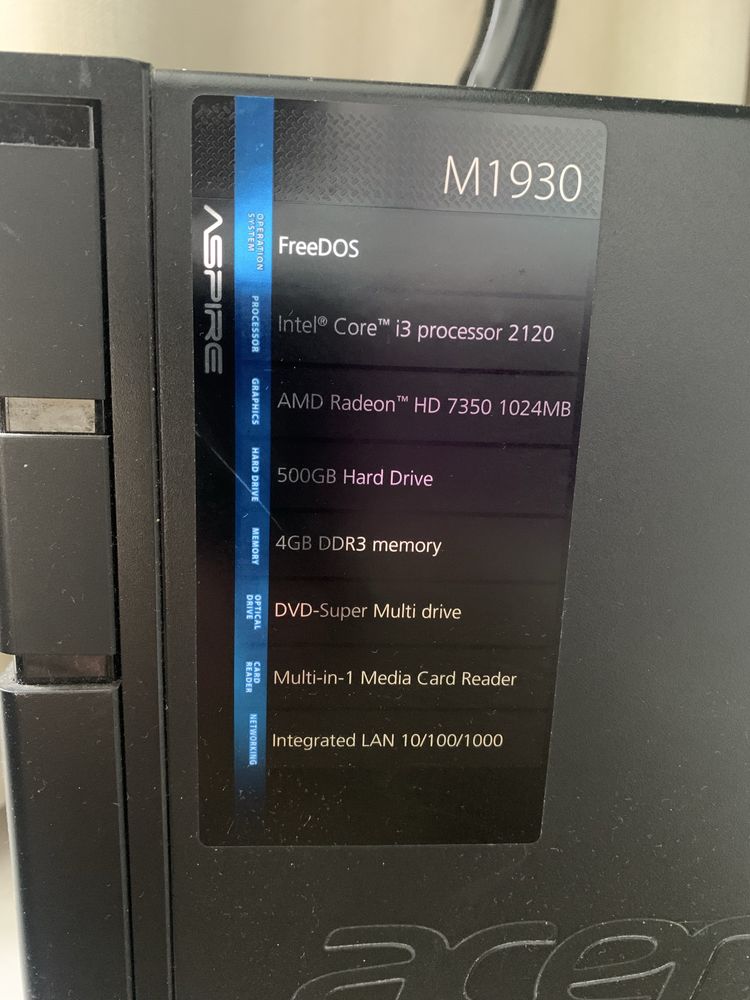 M1930
ASPIRE
OPERATION SYSTEM
FreeDOS
PROCESSOR
Intel® Core™ i3 processor 2120
GRAPHICS
AMD Radeon™ HD 7350 1024MB
HARD DRIVE
500GB Hard Drive
MEMORY
4GB DDR3 memory
OPTICAL DRIVE
DVD-Super Multi drive
CARD READER
Multi-in-1 Media Card Reader
NETWORKING
Integrated LAN 10/100/1000
acer